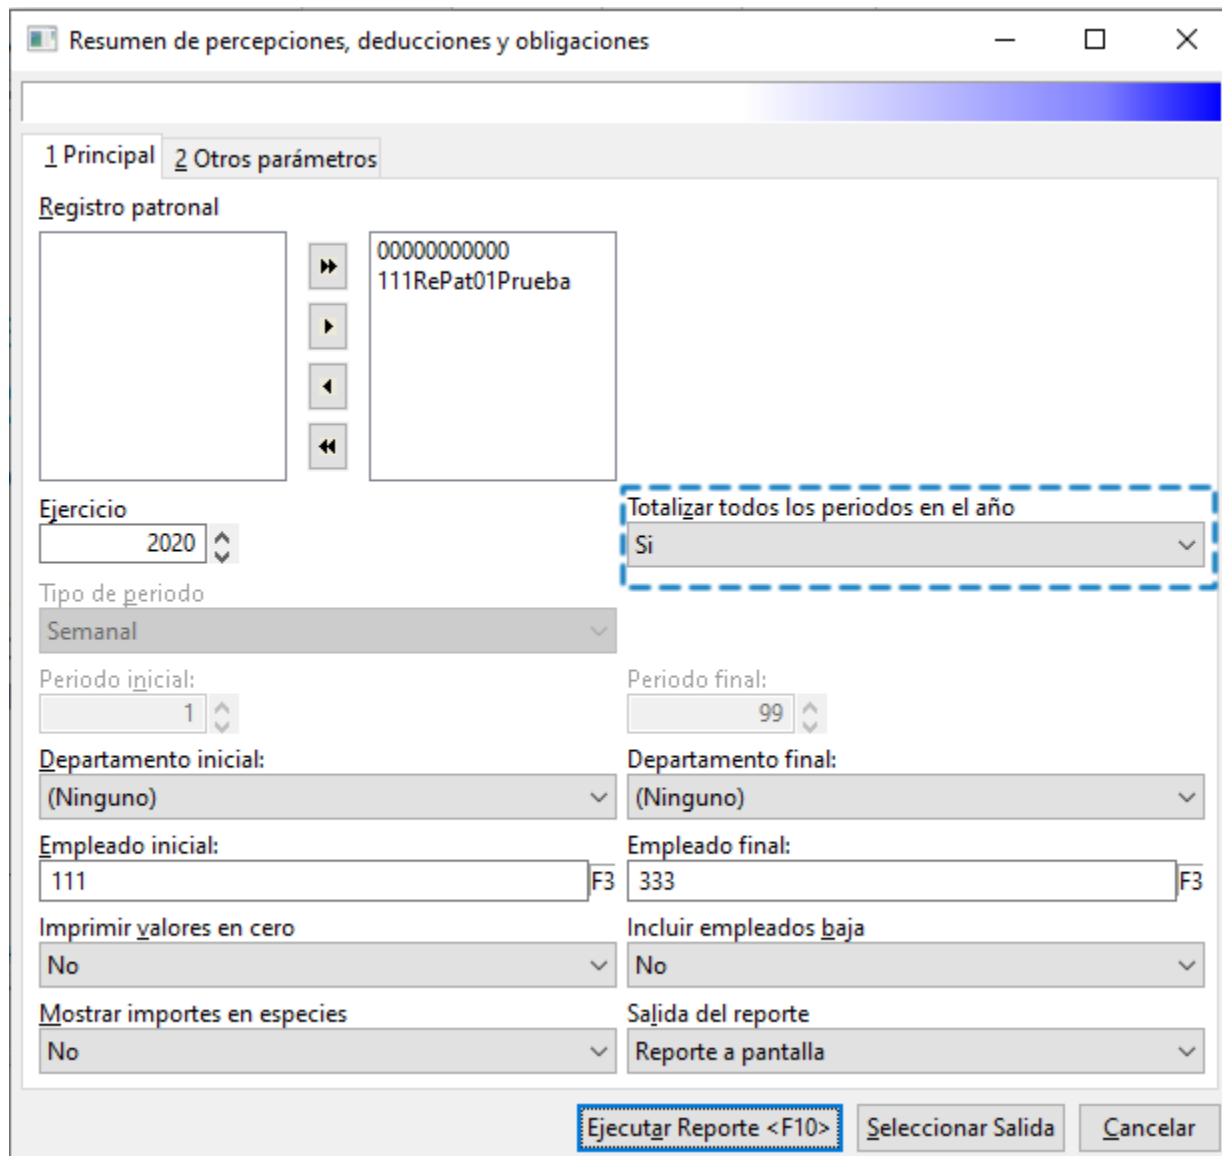 Resumen de percepciones, deducciones y obligaciones
1 Principal
2 Otros parámetros
Registro patronal
00000000000
111RePat01Prueba
Ejercicio
Totalizar todos los periodos en el año
2020
Si
Tipo de periodo
Semanal
Periodo inicial:
Periodo final:
1
99
Departamento inicial:
Departamento final:
(Ninguno)
(Ninguno)
Empleado inicial:
Empleado final:
111
F3
333
F3
Imprimir valores en cero
Incluir empleados baja
No
No
Mostrar importes en especies
Salida del reporte
No
Reporte a pantalla
Ejecutar Reporte <F10>
Seleccionar Salida
Cancelar